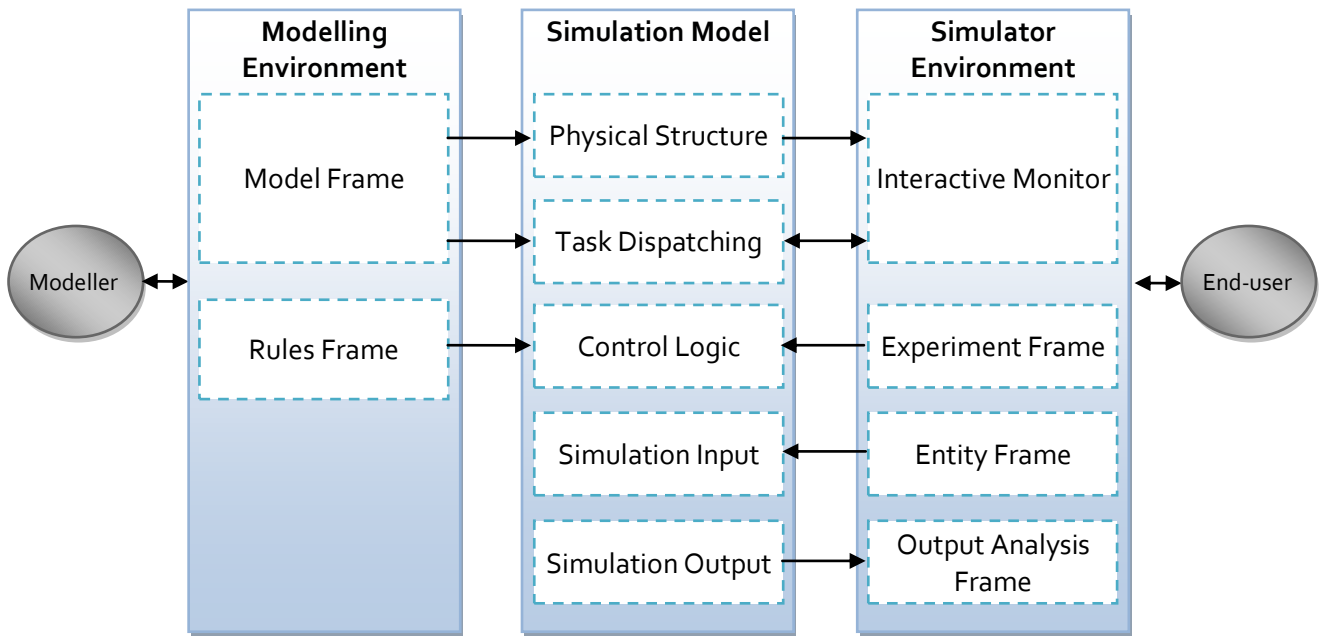 Modelling
Environment
Model Frame
Rules Frame
Modeller
Simulation Model
Physical Structure
Task Dispatching
Control Logic
Simulation Input
Simulation Output
Simulator
Environment
Interactive Monitor
Experiment Frame
Entity Frame
Output Analysis
Frame
End-user